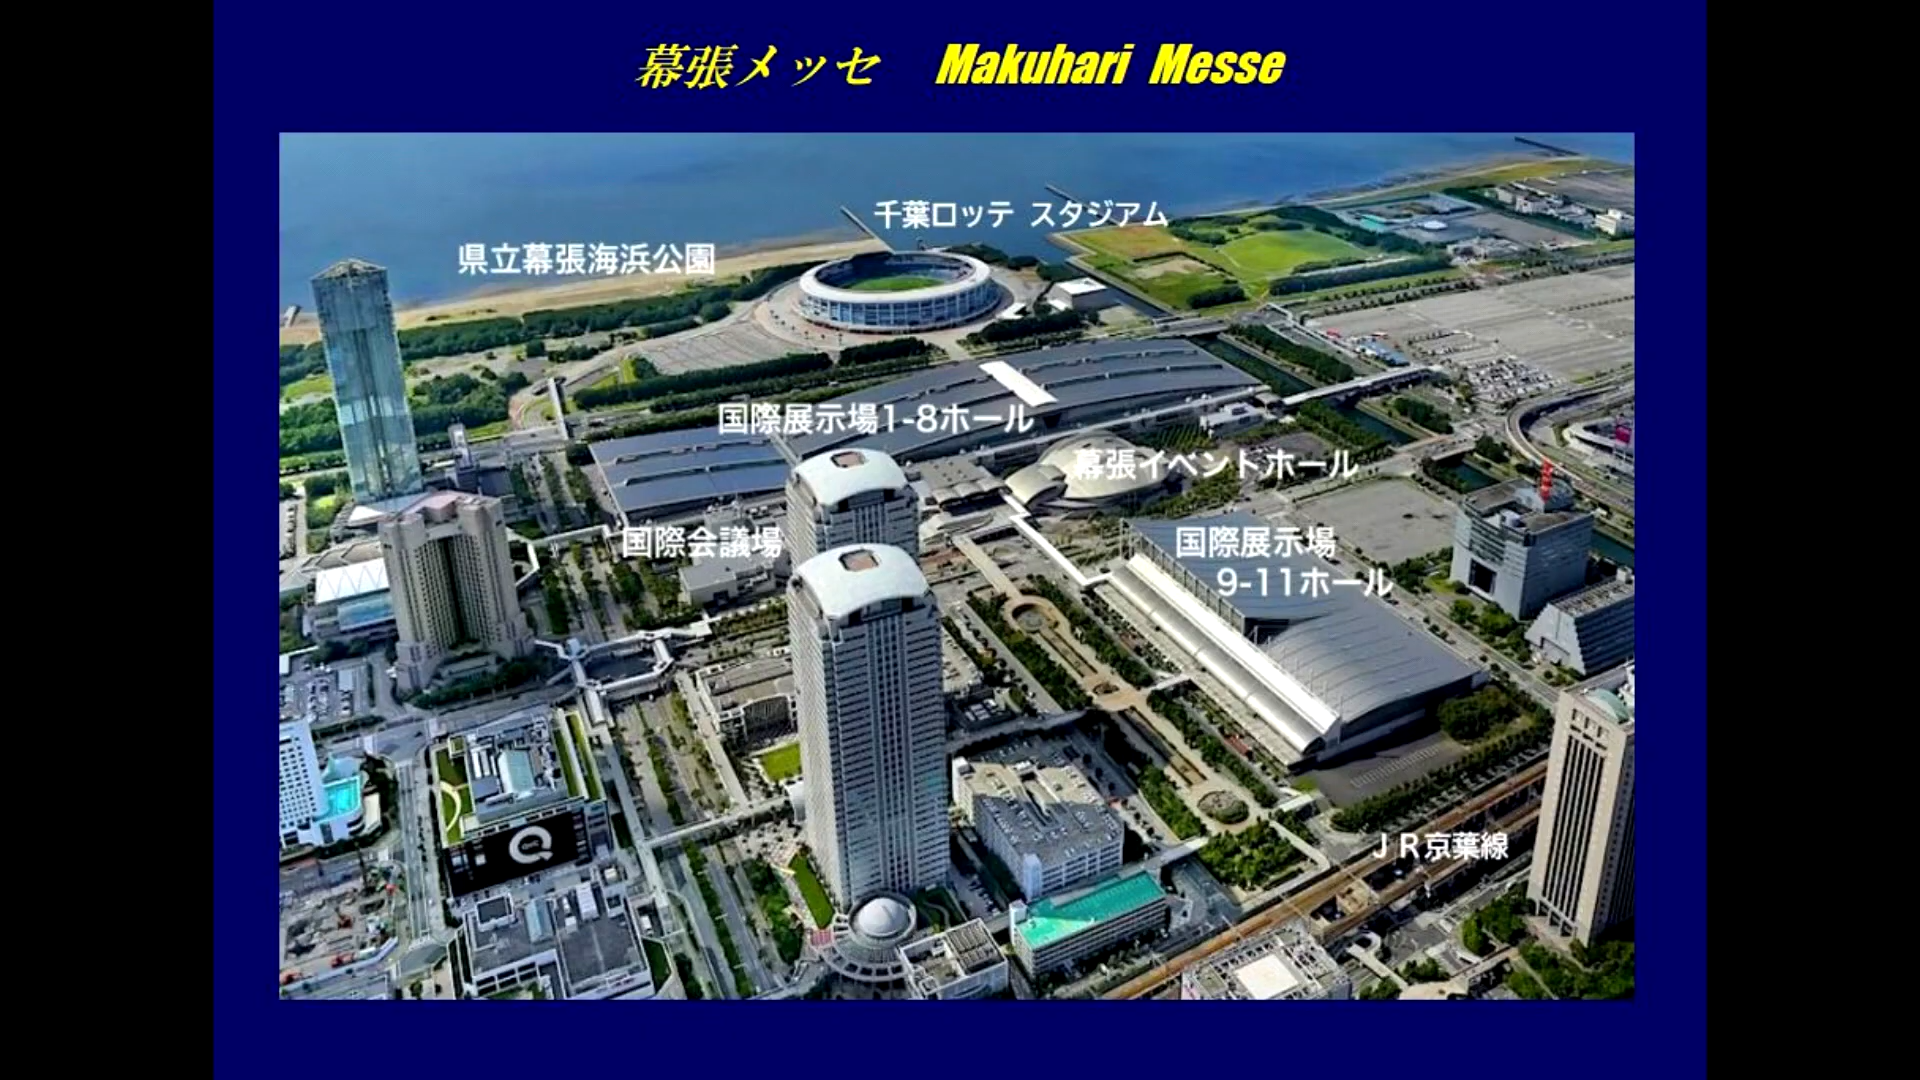 幕張メッセ Makuhari Messe
千葉ロッテ スタジアム
県立幕張海浜公園
国際展示場1-8ホール
幕張イベントホール
国際会議場
国際展示場
9-11ホール
ＪＲ京葉線